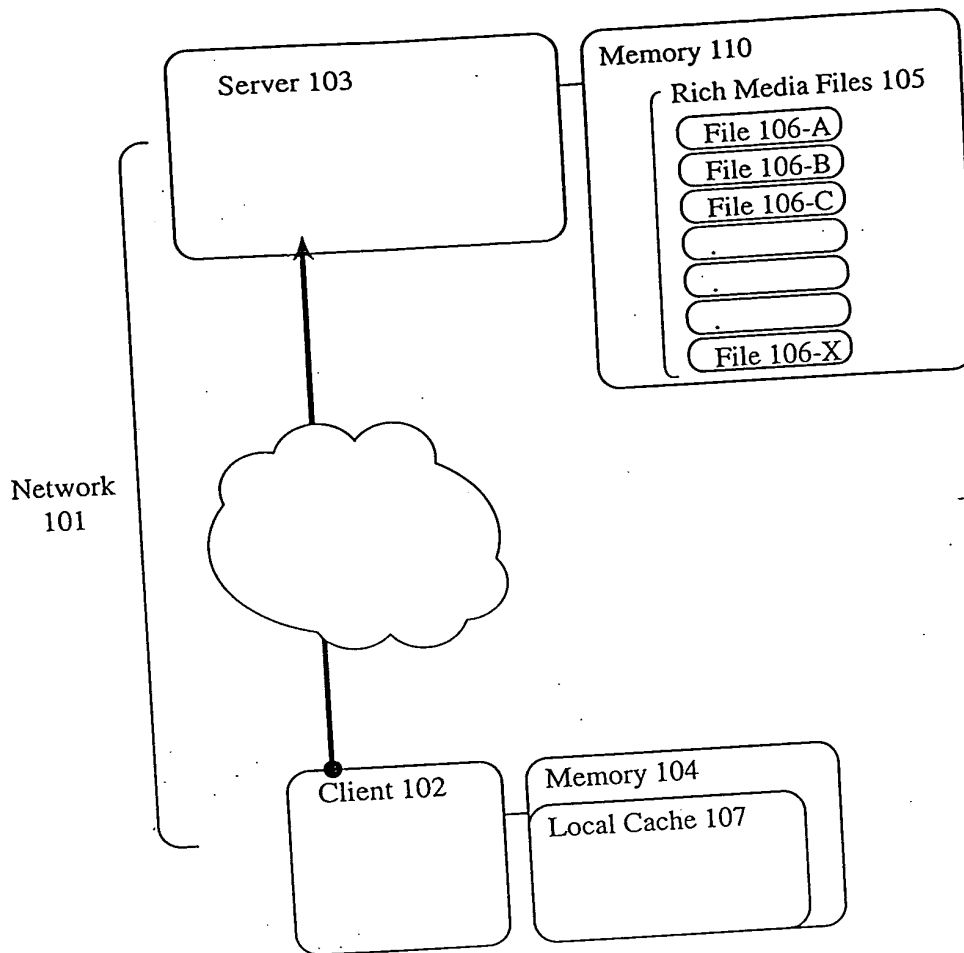 Server 103
Memory 110
Rich Media Files 105
File 106-A
File 106-B
File 106-C
.
.
.
File 106-X
Network
101
Client 102
Memory 104
Local Cache 107